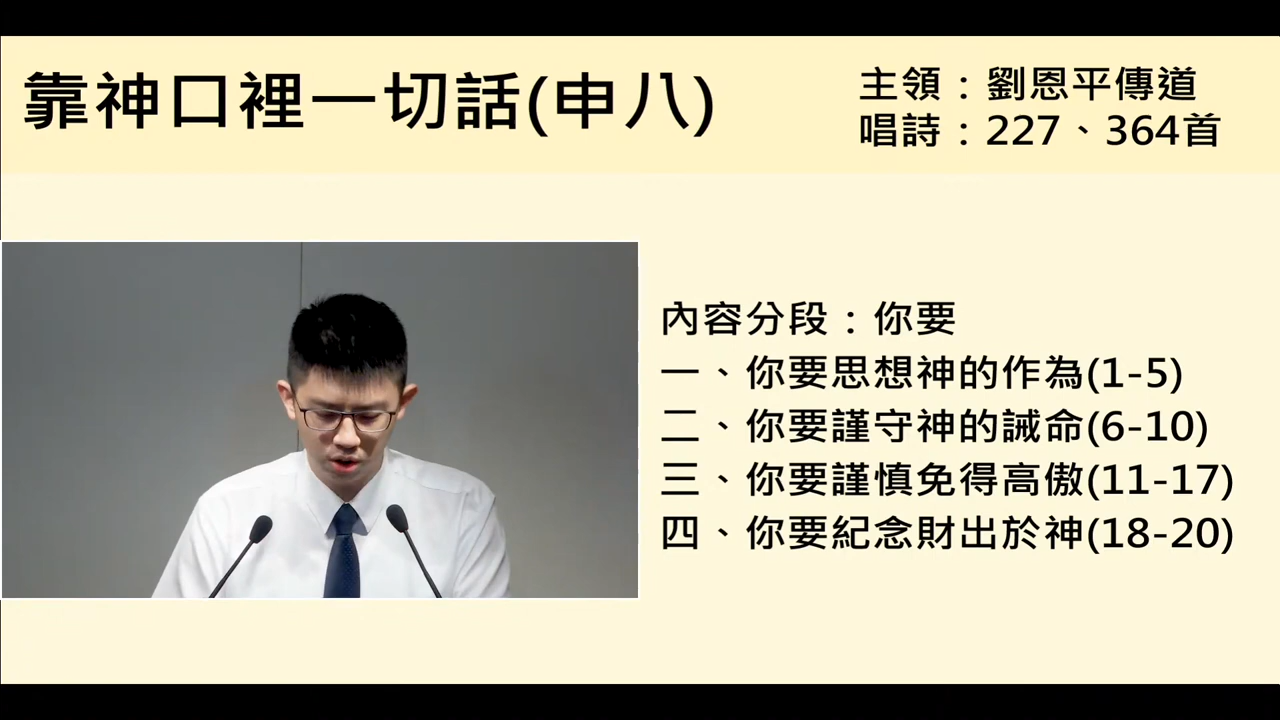 靠神口裡一切話(申八)
主領：劉恩平傳道
唱詩：227、364首
內容分段：你要
一、你要思想神的作為(1-5)
二、你要謹守神的誡命(6-10)
三、你要謹慎免得高傲(11-17)
四、你要紀念財出於神(18-20)